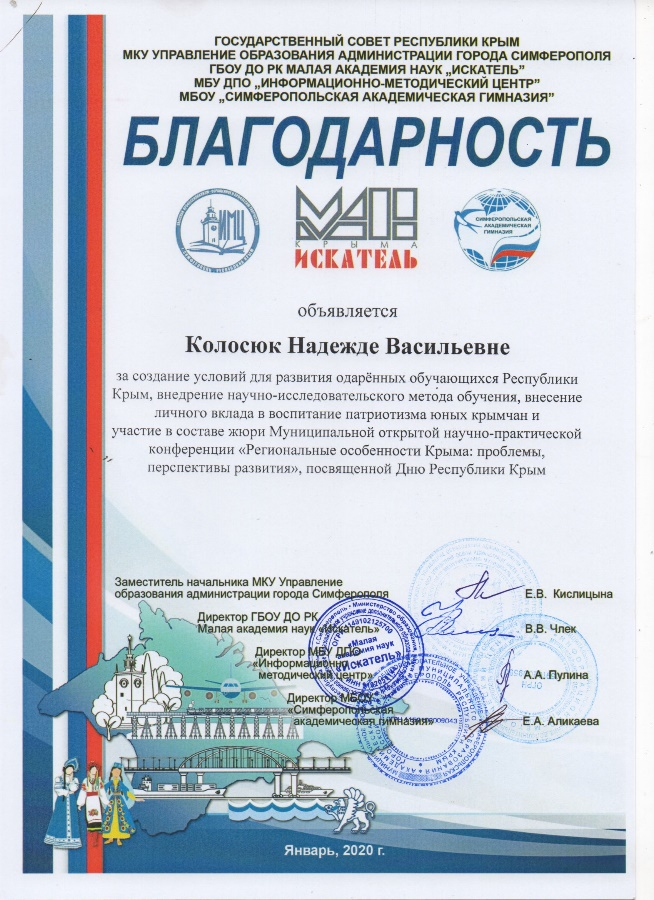 ГОСУДАРСТВЕННЫЙ СОВЕТ РЕСПУБЛИКИ КРЫМ
МКУ УПРАВЛЕНИЕ ОБРАЗОВАНИЯ АДМИНИСТРАЦИИ ГОРОДА СИМФЕРОПОЛЯ
ГБОУ ДО РК МАЛАЯ АКАДЕМИЯ НАУК „ИСКАТЕЛЬ”
МБУ ДПО „ИНФОРМАЦИОННО-МЕТОДИЧЕСКИЙ ЦЕНТР”
МБОУ „СИМФЕРОПОЛЬСКАЯ АКАДЕМИЧЕСКАЯ ГИМНАЗИЯ”
БЛАГОДАРНОСТЬ
ИМЦ
МАН
КРЫМА
ИСКАТЕЛЬ
СИМФЕРОПОЛЬСКАЯ
АКАДЕМИЧЕСКАЯ
ГИМНАЗИЯ
объявляется
Колосюк Надежде Васильевне
за создание условий для развития одарённых обучающихся Республики
Крым, внедрение научно-исследовательского метода обучения, внесение
личного вклада в воспитание патриотизма юных крымчан и
участие в составе жюри Муниципальной открытой научно-практической
конференции «Региональные особенности Крыма: проблемы,
перспективы развития», посвященной Дню Республики Крым
Заместитель начальника МКУ Управление
образования администрации города Симферополя
Е.В. Кислицына
Директор ГБОУ ДО РК
Малая академия наук «Искатель»
В.В. Члек
Директор МБУ ДПО
«Информационно
методический центр»
А.А. Пулина
Директор МБОУ
«Симферопольская
академическая гимназия»
Е.А. Аликаева
«Малая
академия наук
«Искатель»
Январь, 2020 г.